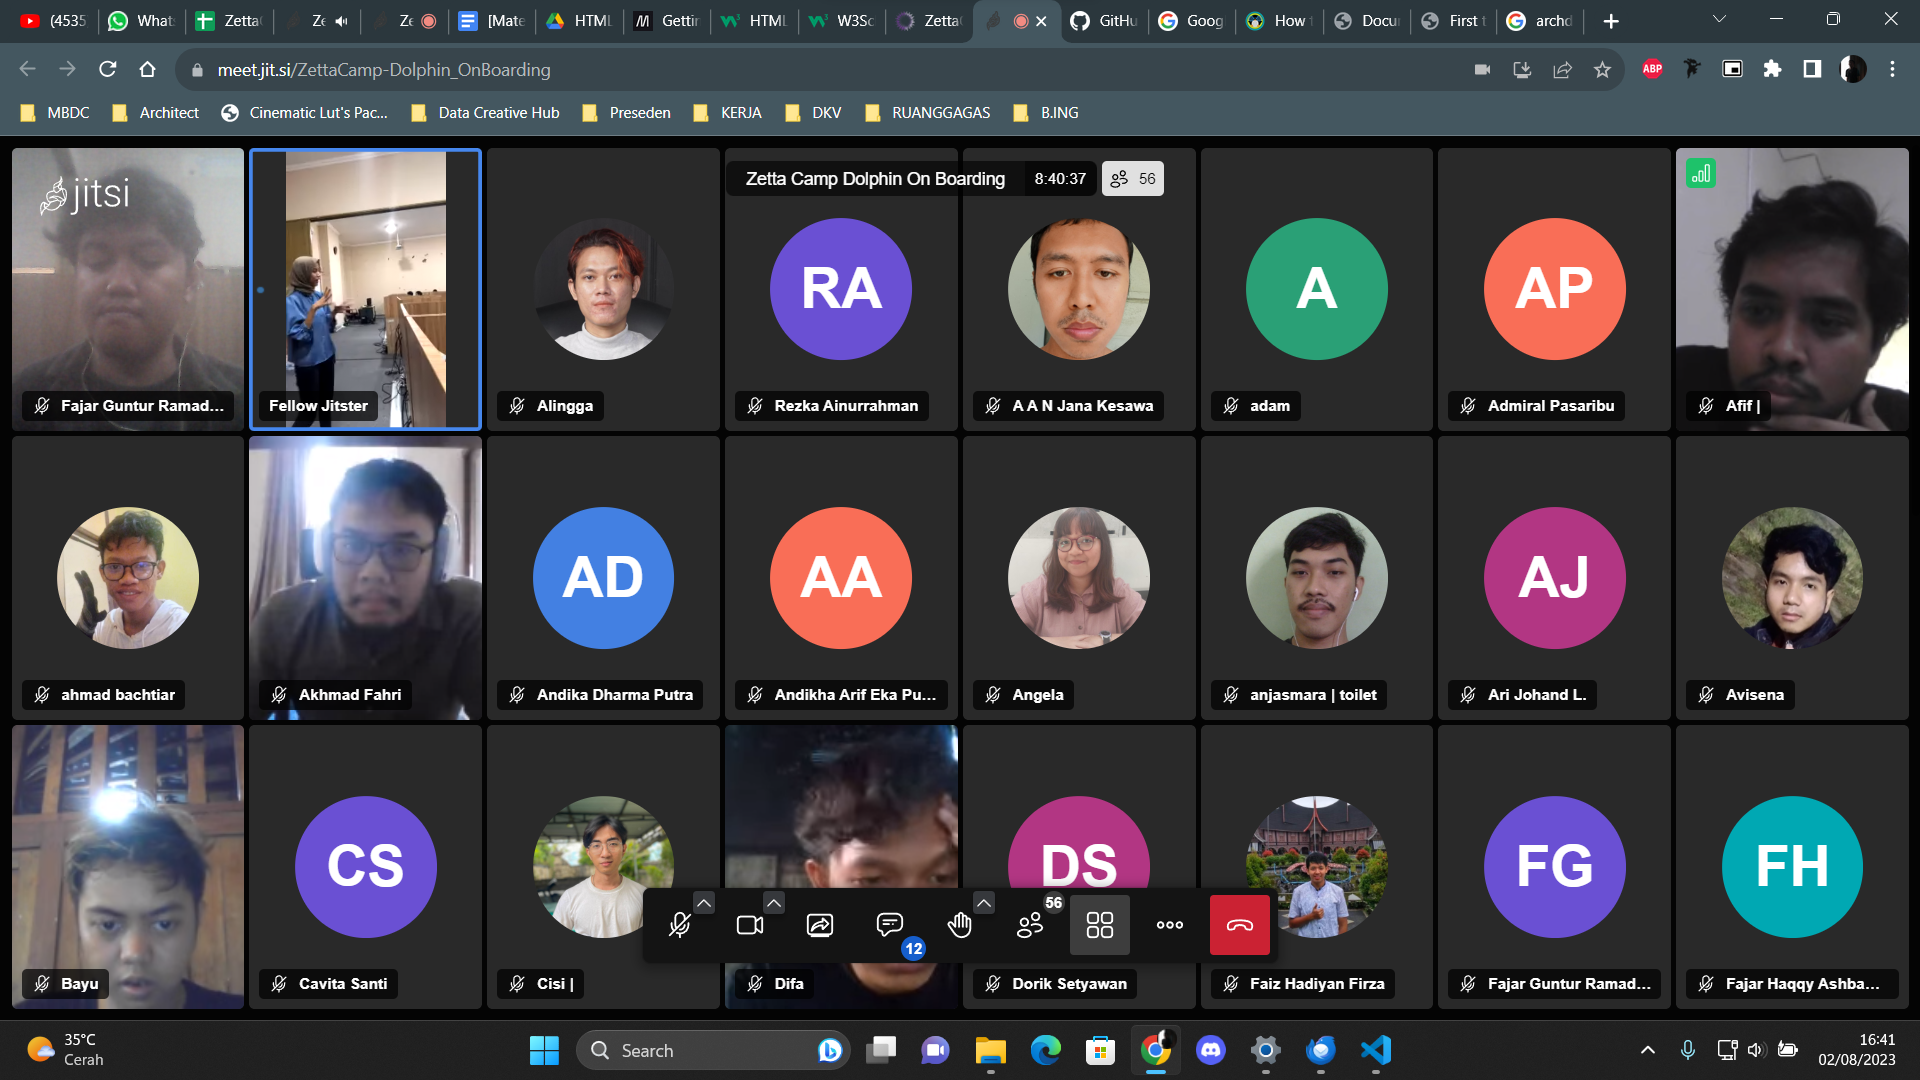 (4535
What:
Zetta(
Ze
Ze
[Mate
HTML
Gettir
HTML
W3Sc
Zetta(
GitHu
Goog
How
Docu
First t
archd
meet.jit.si/ZettaCamp-Dolphin_OnBoarding
ABP
MBDC
Architect
Cinematic Lut's Pac...
Data Creative Hub
Preseden
KERJA
DKV
RUANGGAGAS
B.ING
jitsi
Zetta Camp Dolphin On Boarding
8:40:37
56
RA
A
AP
Fajar Guntur Ramad...
Fellow Jitster
Alingga
Rezka Ainurrahman
A A N Jana Kesawa
adam
Admiral Pasaribu
Afif |
AD
AA
AJ
ahmad bachtiar
Akhmad Fahri
Andika Dharma Putra
Andikha Arif Eka Pu...
Angela
anjasmara | toilet
Ari Johand L.
Avisena
CS
DS
FG
FH
56
12
Bayu
Cavita Santi
Cisi |
Difa
Dorik Setyawan
Faiz Hadiyan Firza
Fajar Guntur Ramad...
Fajar Haqqy Ashba...
35°C
Cerah
Search
16:41
02/08/2023